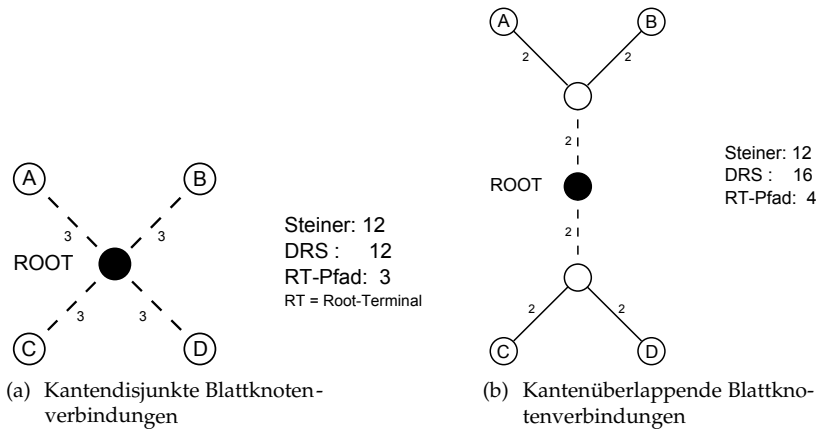 A
B
3
3
ROOT
3
3
C
D
Steiner: 12
DRS : 12
RT-Pfad: 3
RT = Root-Terminal
(a) Kantendisjunkte Blattknoten-
verbindungen
A
B
2
2
2
ROOT
2
2
2
C
D
Steiner: 12
DRS : 16
RT-Pfad: 4
(b) Kantenüberlappende Blattkno-
tenverbindungen